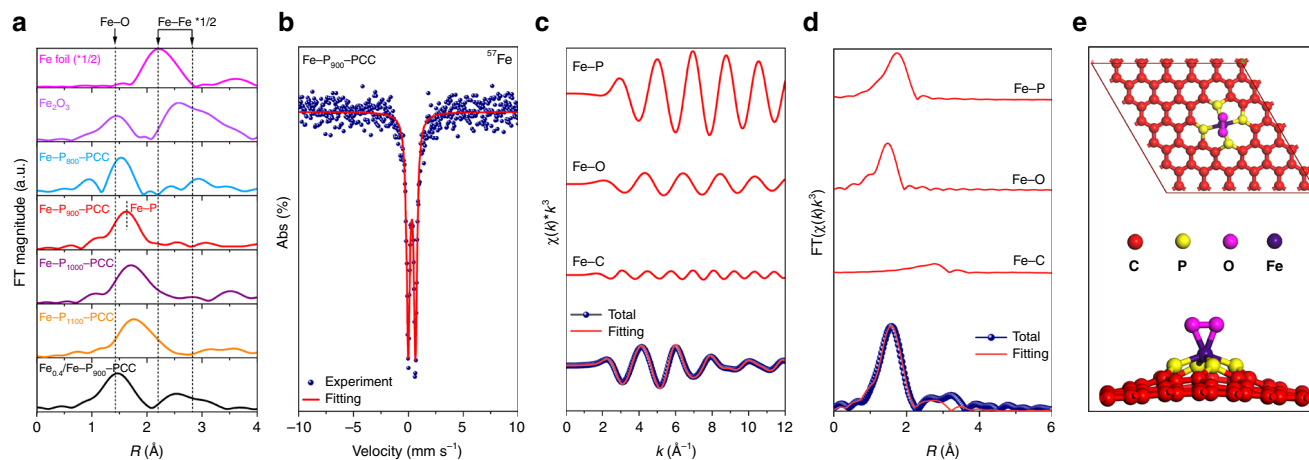 a
Fe–O
Fe–Fe *1/2
Fe foil (*1/2)
Fe₂O₃
Fe–P₈₀₀–PCC
Fe–P₉₀₀–PCC
Fe–P
Fe–P₁₀₀₀–PCC
Fe–P₁₁₀₀–PCC
Fe₀.₄/Fe–P₉₀₀–PCC
FT magnitude (a.u.)
0 1 2 3 4
R (Å)
b
Fe–P₉₀₀–PCC
⁵⁷Fe
Abs (%)
Experiment
Fitting
−10 −5 0 5 10
Velocity (mm s⁻¹)
c
Fe–P
Fe–O
Fe–C
Total
Fitting
χ(k)*k³
0 2 4 6 8 10 12
k (Å⁻¹)
d
Fe–P
Fe–O
Fe–C
Total
Fitting
FT(χ(k)k³)
0 2 4 6
R (Å)
e
C P O Fe